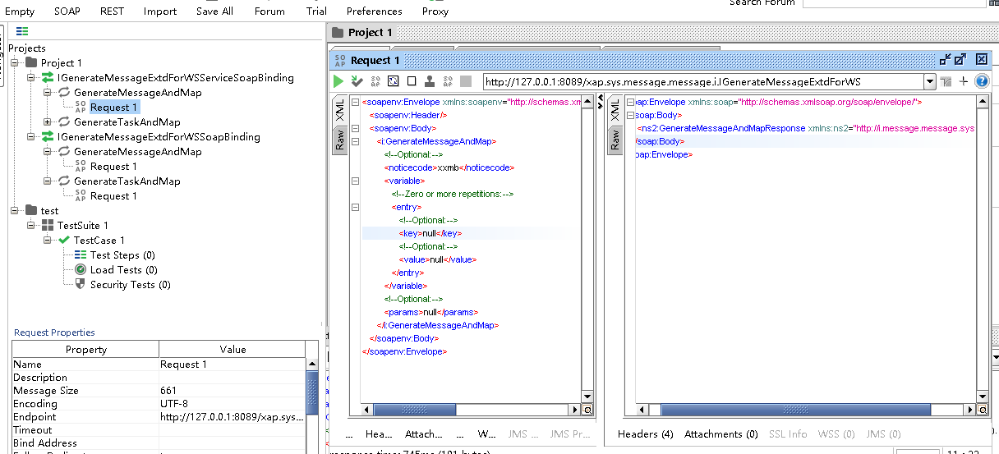 Search Forum
Empty SOAP REST Import Save All Forum Trial Preferences Proxy
Projects
Project 1
IGenerateMessageExtdForWSServiceSoapBinding
GenerateMessageAndMap
SOAP Request 1
GenerateTaskAndMap
IGenerateMessageExtdForWSSoapBinding
GenerateMessageAndMap
SOAP Request 1
GenerateTaskAndMap
SOAP Request 1
test
TestSuite 1
TestCase 1
Test Steps (0)
Load Tests (0)
Security Tests (0)
Request Properties
Property Value
Name Request 1
Description
Message Size 661
Encoding UTF-8
Endpoint http://127.0.0.1:8089/xap.sys...
Timeout
Bind Address
Project 1
SOAP Request 1
http://127.0.0.1:8089/xap.sys.message.message.i.IGenerateMessageExtdForWS
XML
Raw
<soapenv:Envelope xmlns:soapenv="http://schemas.xm
<soapenv:Header/>
<soapenv:Body>
<i:GenerateMessageAndMap>
<!--Optional:-->
<noticecode>xxmb</noticecode>
<variable>
<!--Zero or more repetitions:-->
<entry>
<!--Optional:-->
<key>null</key>
<!--Optional:-->
<value>null</value>
</entry>
</variable>
<!--Optional:-->
<params>null</params>
</i:GenerateMessageAndMap>
</soapenv:Body>
</soapenv:Envelope>
... Hea... Attach... ... W... JMS ... JMS Pr...
XML
Raw
ap:Envelope xmlns:soap="http://schemas.xmlsoap.org/soap/envelope/">
soap:Body>
<ns2:GenerateMessageAndMapResponse xmlns:ns2="http://i.message.message.sys
/soap:Body>
ap:Envelope>
Headers (4) Attachments (0) SSL Info WSS (0) JMS (0)
response time: 745ms (181 bytes)